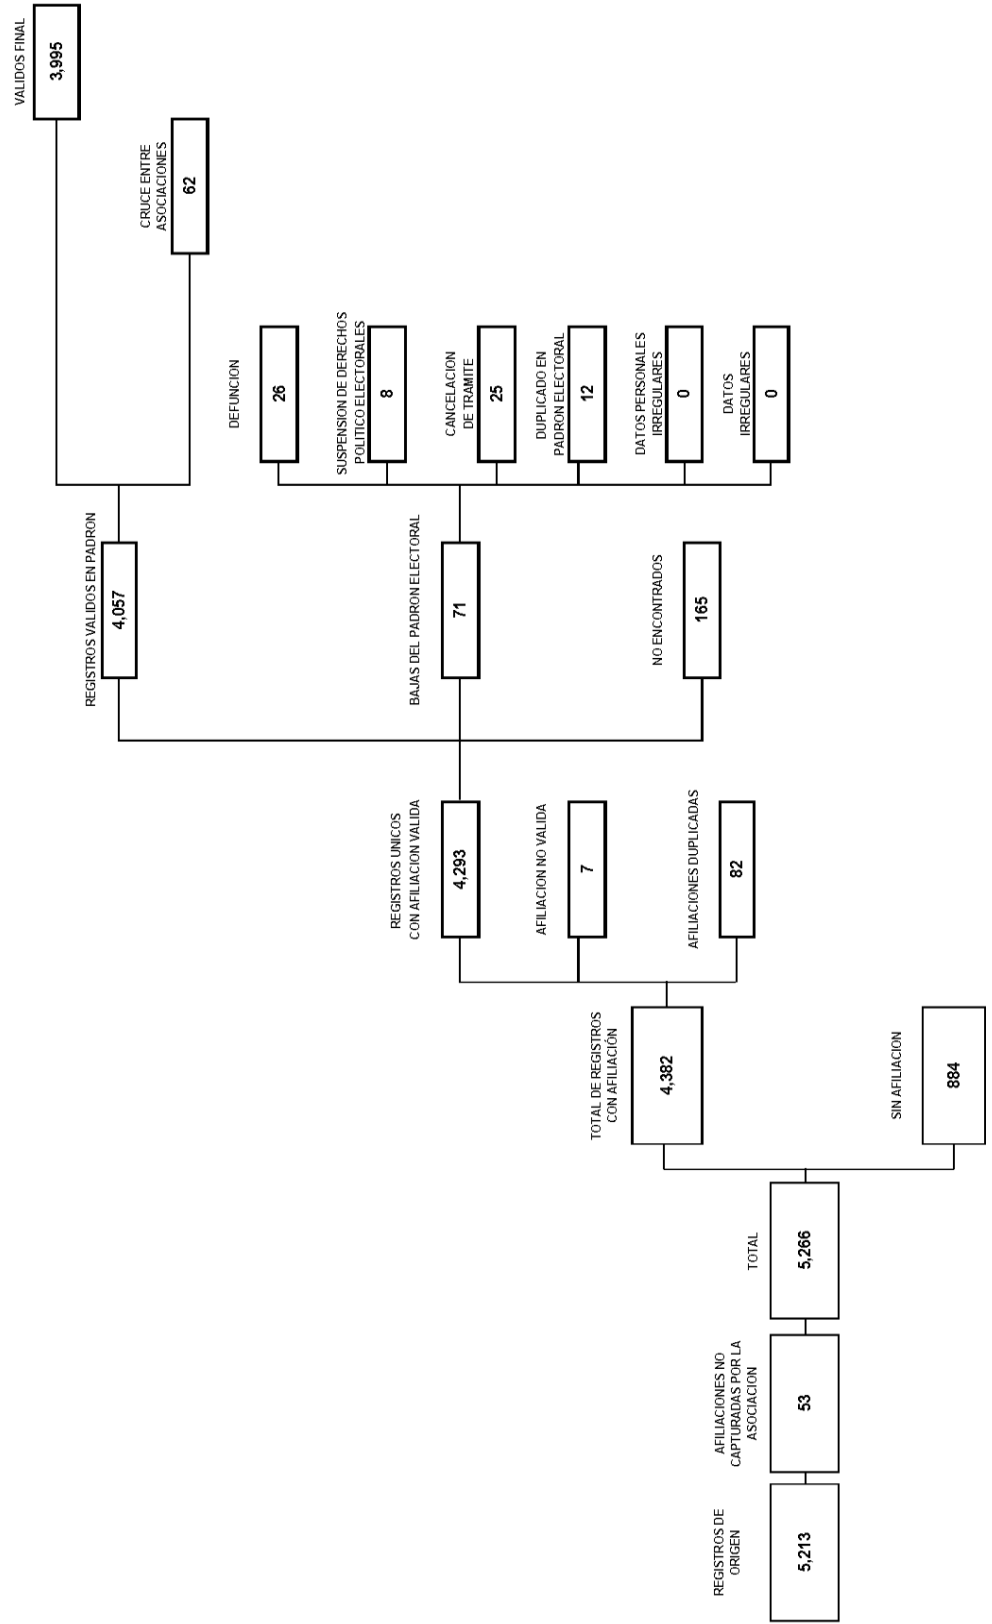 REGISTROS DE
ORIGEN
5,213
AFILIACIONES NO
CAPTURADAS POR LA
ASOCIACION
53
TOTAL
5,266
TOTAL DE REGISTROS
CON AFILIACIÓN
4,382
SIN AFILIACION
884
REGISTROS UNICOS
CON AFILIACION VALIDA
4,293
AFILIACION NO VALIDA
7
AFILIACIONES DUPLICADAS
82
REGISTROS VALIDOS EN PADRON
4,057
BAJAS DEL PADRON ELECTORAL
71
NO ENCONTRADOS
165
DEFUNCION
26
SUSPENSION DE DERECHOS
POLITICO ELECTORALES
8
CANCELACION
DE TRAMITE
25
DUPLICADO EN
PADRON ELECTORAL
12
DATOS PERSONALES
IRREGULARES
0
DATOS
IRREGULARES
0
VALIDOS FINAL
3,995
CRUCE ENTRE
ASOCIACIONES
62